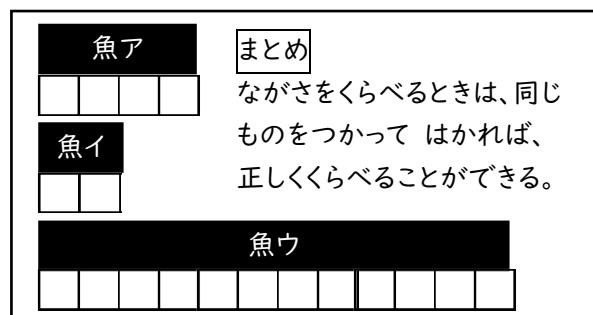 魚ア
まとめ
ながさをくらべるときは、同じ
ものをつかって はかれば、
正しくくらべることができる。
魚イ
魚ウ